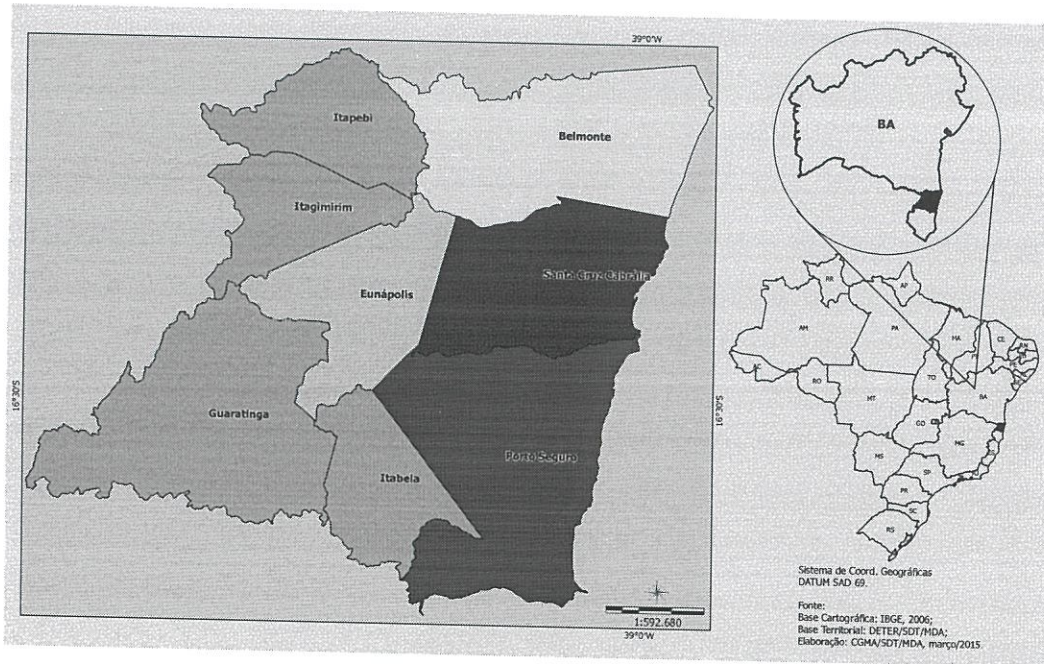 39°0'W
Itapebi
Belmonte
Itagimirim
Santa Cruz Cabrália
Eunápolis
16°30'S
16°30'S
Guaratinga
Porto Seguro
Itabela
1:592.680
39°0'W
BA
RR
AP
AM
PA
MA
CE
RN
AC
RO
TO
MT
BA
GO
MG
MS
SP
PR
SC
RS
Sistema de Coord. Geográficas
DATUM SAD 69.
Fonte:
Base Cartográfica: IBGE, 2006;
Base Territorial: DETER/SDT/MDA;
Elaboração: CGMA/SDT/MDA, março/2015.